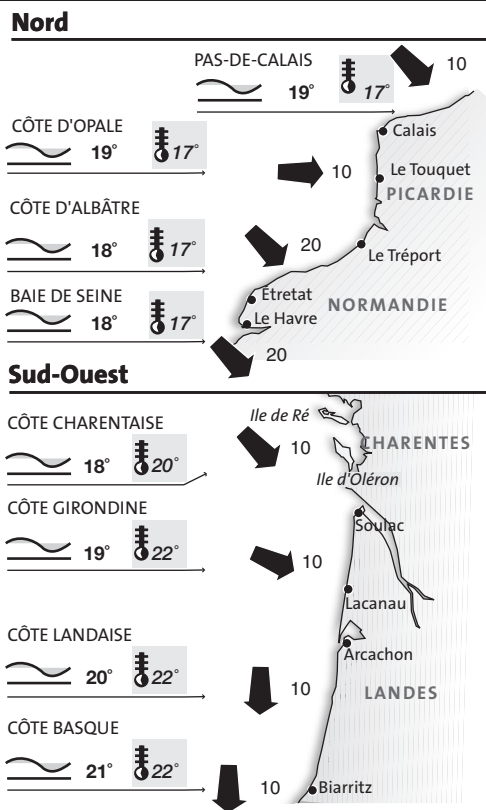 Nord
PAS-DE-CALAIS
19° 17° 10
Calais
CÔTE D'OPALE
19° 17° 10
Le Touquet
PICARDIE
CÔTE D'ALBÂTRE
18° 17° 20
Le Tréport
BAIE DE SEINE
18° 17° 20
Étretat
NORMANDIE
Le Havre
Sud-Ouest
CÔTE CHARENTAISE
18° 20° 10
Ile de Ré
CHARENTES
Ile d'Oléron
CÔTE GIRONDINE
19° 22° 10
Soulac
Lacanau
CÔTE LANDAISE
20° 22° 10
Arcachon
LANDES
CÔTE BASQUE
21° 22° 10
Biarritz